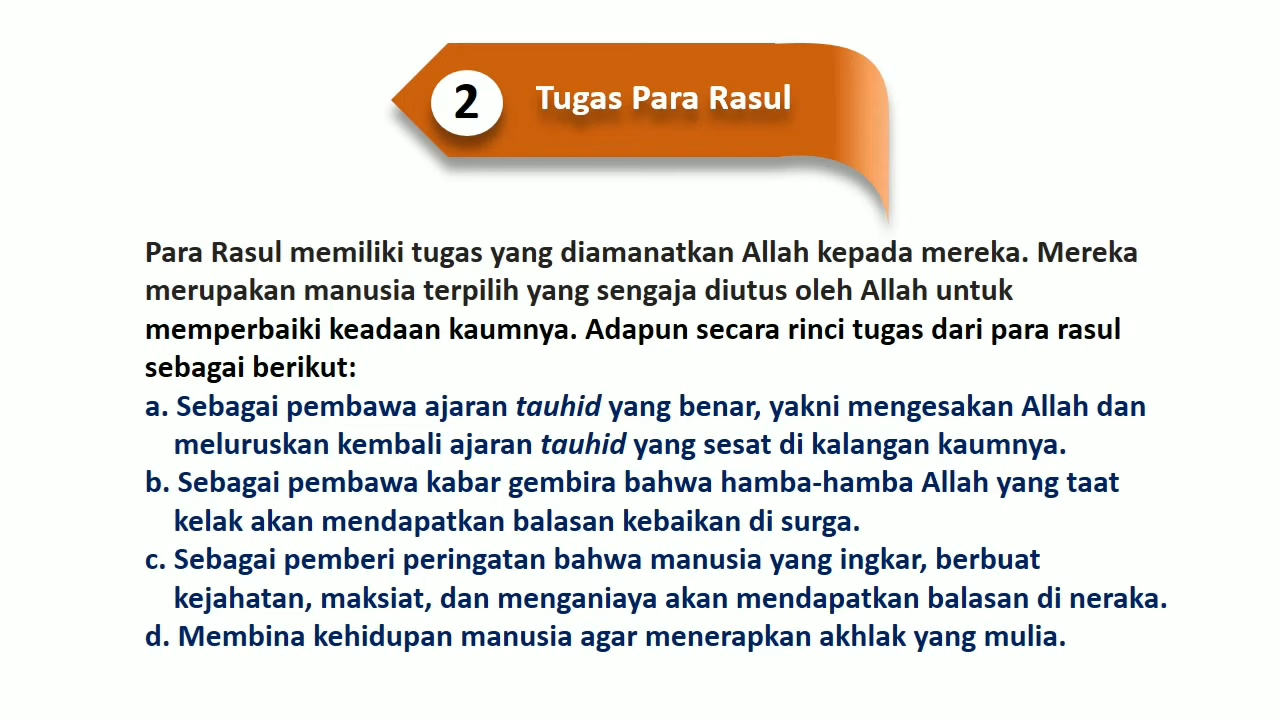 2
Tugas Para Rasul
Para Rasul memiliki tugas yang diamanatkan Allah kepada mereka. Mereka
merupakan manusia terpilih yang sengaja diutus oleh Allah untuk
memperbaiki keadaan kaumnya. Adapun secara rinci tugas dari para rasul
sebagai berikut:
a. Sebagai pembawa ajaran tauhid yang benar, yakni mengesakan Allah dan
meluruskan kembali ajaran tauhid yang sesat di kalangan kaumnya.
b. Sebagai pembawa kabar gembira bahwa hamba-hamba Allah yang taat
kelak akan mendapatkan balasan kebaikan di surga.
c. Sebagai pemberi peringatan bahwa manusia yang ingkar, berbuat
kejahatan, maksiat, dan menganiaya akan mendapatkan balasan di neraka.
d. Membina kehidupan manusia agar menerapkan akhlak yang mulia.